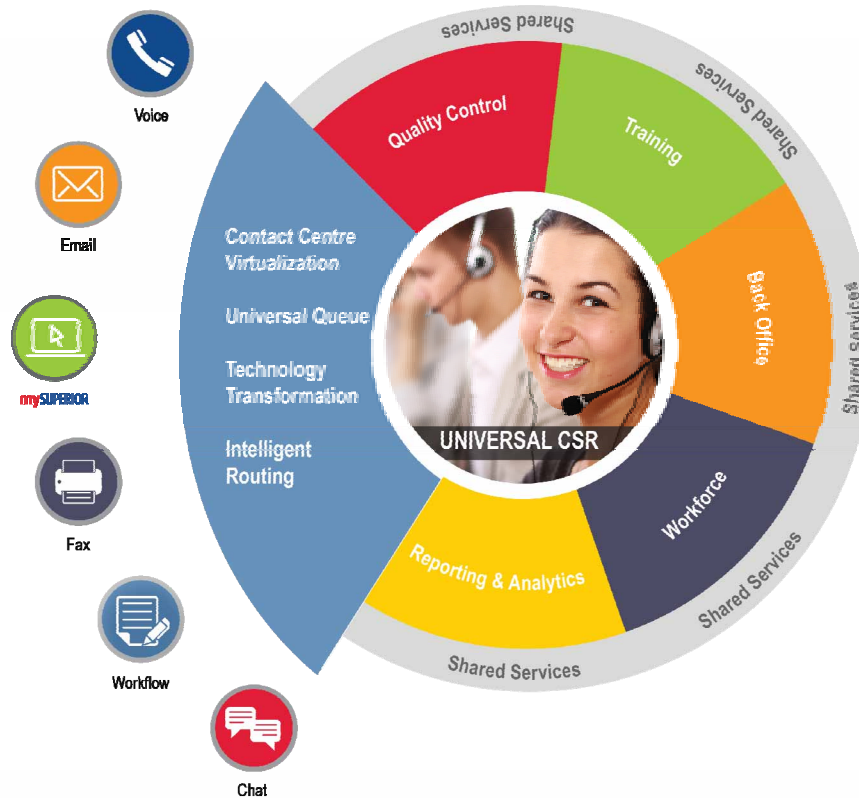 Voice
Email
mySUPERIOR
Fax
Workflow
Chat
Contact Centre
Virtualization
Universal Queue
Technology
Transformation
Intelligent
Routing
Shared Services
Shared Services
Shared Services
Shared Services
Shared Services
Quality Control
Training
Back Office
Workforce
Reporting & Analytics
UNIVERSAL CSR